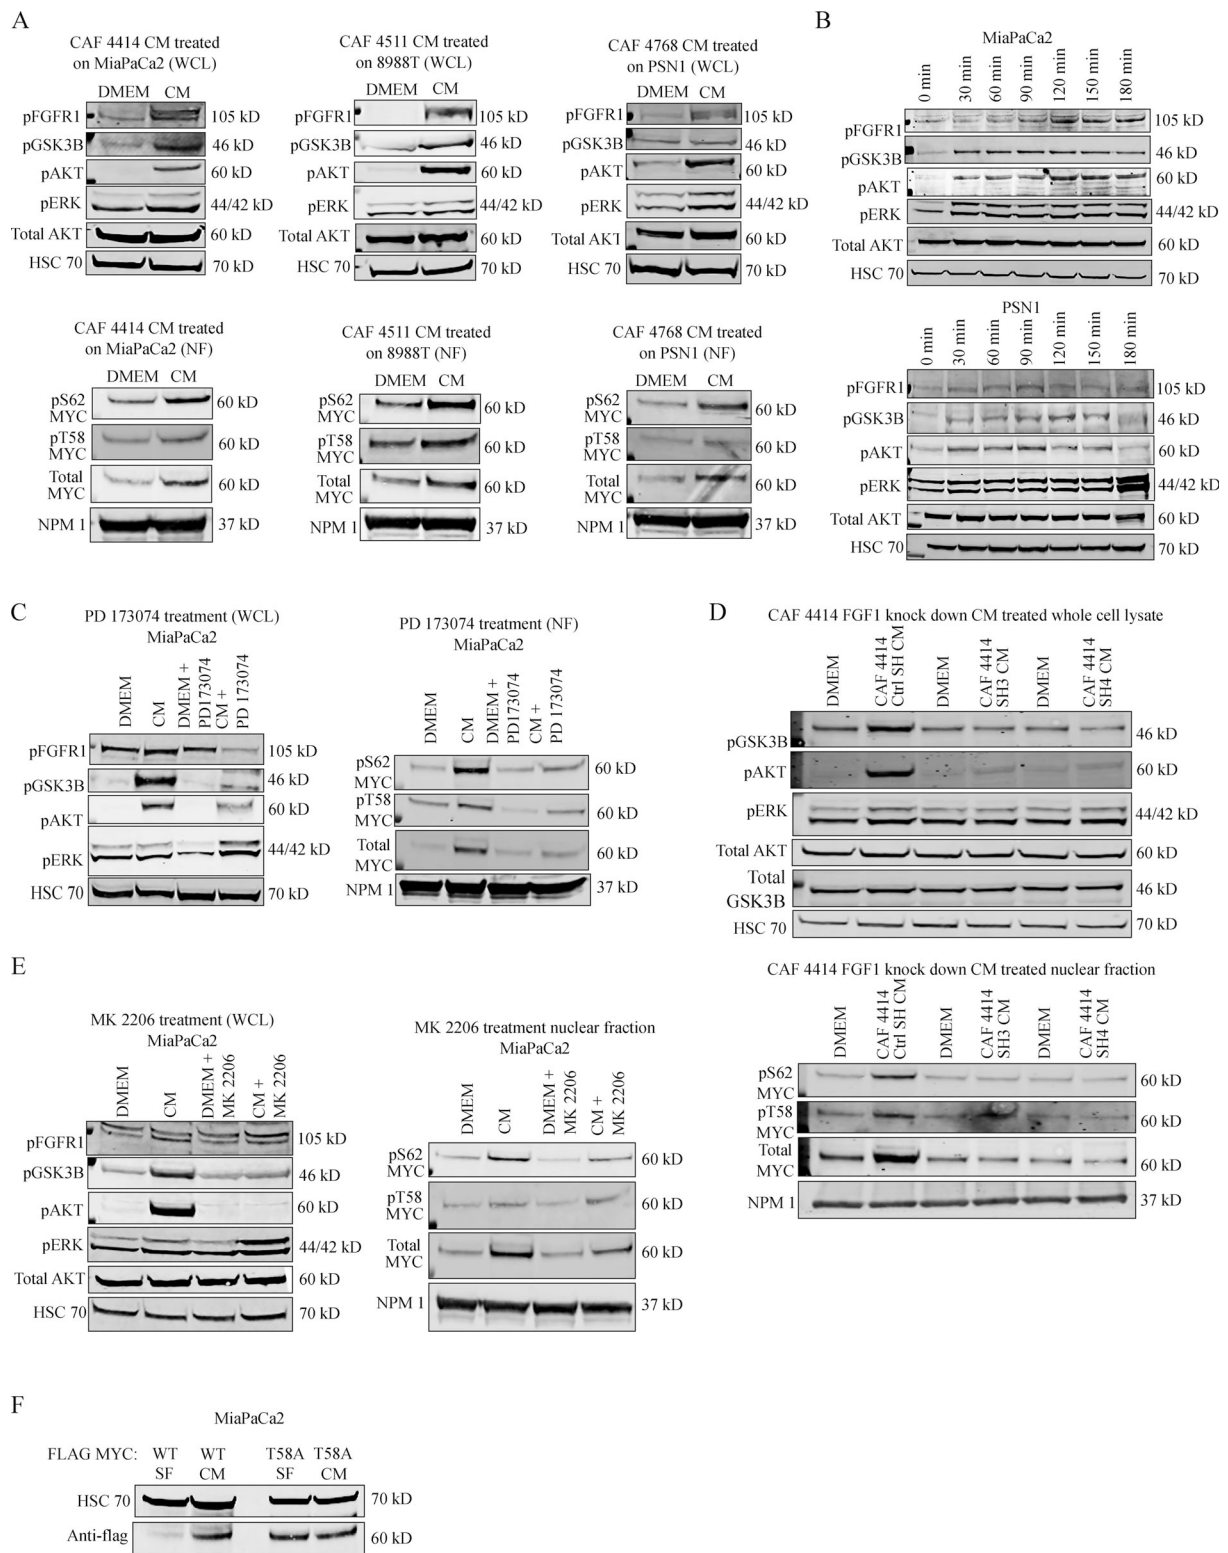 A
CAF 4414 CM treated
on MiaPaCa2 (WCL)
DMEM CM
pFGFR1 105 kD
pGSK3B 46 kD
pAKT 60 kD
pERK 44/42 kD
Total AKT 60 kD
HSC 70 70 kD
CAF 4511 CM treated
on 8988T (WCL)
DMEM CM
pFGFR1 105 kD
pGSK3B 46 kD
pAKT 60 kD
pERK 44/42 kD
Total AKT 60 kD
HSC 70 70 kD
CAF 4768 CM treated
on PSN1 (WCL)
DMEM CM
pFGFR1 100 kD
pGSK3B 46 kD
pAKT 60 kD
pERK 44/42 kD
Total AKT 60 kD
HSC 70 70 kD
CAF 4414 CM treated
on MiaPaCa2 (NF)
DMEM CM
pS62
MYC 60 kD
pT58
MYC 60 kD
Total
MYC 60 kD
NPM 1 37 kD
CAF 4511 CM treated
on 8988T (NF)
DMEM CM
pS62
MYC 60 kD
pT58
MYC 60 kD
Total
MYC 60 kD
NPM 1 37 kD
CAF 4768 CM treated
on PSN1 (NF)
DMEM CM
pS62
MYC 60 kD
pT58
MYC 60 kD
Total
MYC 60 kD
NPM 1 37 kD
B
MiaPaCa2
0 min 30 min 60 min 90 min 120 min 150 min 180 min
pFGFR1 105 kD
pGSK3B 46 kD
pAKT 60 kD
pERK 44/42 kD
Total AKT 60 kD
HSC 70 70 kD
PSN1
0 min 30 min 60 min 90 min 120 min 150 min 180 min
pFGFR1 105 kD
pGSK3B 46 kD
pAKT 60 kD
pERK 44/42 kD
Total AKT 60 kD
HSC 70 70 kD
C
PD 173074 treatment (WCL)
MiaPaCa2
DMEM
CM
DMEM +
PD173074
CM +
PD 173074
pFGFR1 105 kD
pGSK3B 46 kD
pAKT 60 kD
pERK 44/42 kD
HSC 70 70 kD
PD 173074 treatment (NF)
MiaPaCa2
DMEM
CM
DMEM +
PD173074
CM +
PD 173074
pS62
MYC 60 kD
pT58
MYC 60 kD
Total
MYC 60 kD
NPM 1 37 kD
D
CAF 4414 FGF1 knock down CM treated whole cell lysate
DMEM
CAF 4414
Ctrl SH CM
DMEM
CAF 4414
SH3 CM
DMEM
CAF 4414
SH4 CM
pGSK3B 46 kD
pAKT 60 kD
pERK 44/42 kD
Total AKT 60 kD
Total
GSK3B 46 kD
HSC 70 70 kD
CAF 4414 FGF1 knock down CM treated nuclear fraction
DMEM
CAF 4414
Ctrl SH CM
DMEM
CAF 4414
SH3 CM
DMEM
CAF 4414
SH4 CM
pS62
MYC 60 kD
pT58
MYC 60 kD
Total
MYC 60 kD
NPM 1 37 kD
E
MK 2206 treatment (WCL)
MiaPaCa2
DMEM
CM
DMEM +
MK 2206
CM +
MK 2206
pFGFR1 105 kD
pGSK3B 46 kD
pAKT 60 kD
pERK 44/42 kD
Total AKT 60 kD
HSC 70 70 kD
MK 2206 treatment nuclear fraction
MiaPaCa2
DMEM
CM
DMEM +
MK 2206
CM +
MK 2206
pS62
MYC 60 kD
pT58
MYC 60 kD
Total
MYC 60 kD
NPM 1 37 kD
F
MiaPaCa2
FLAG MYC: WT WT T58A T58A
SF CM SF CM
HSC 70 70 kD
Anti-flag 60 kD